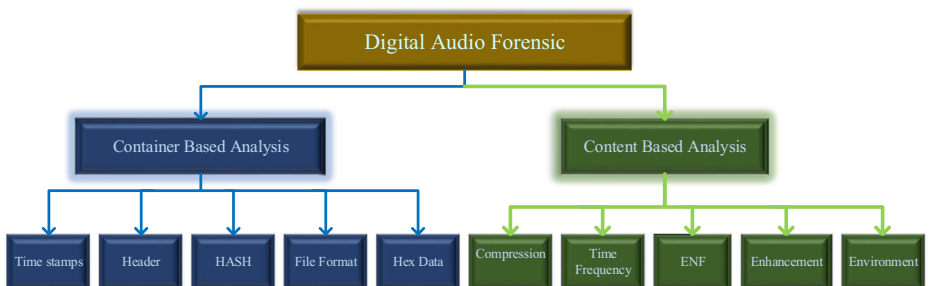 Digital Audio Forensic
Container Based Analysis
Content Based Analysis
Time stamps
Header
HASH
File Format
Hex Data
Compression
Time
Frequency
ENF
Enhancement
Environment